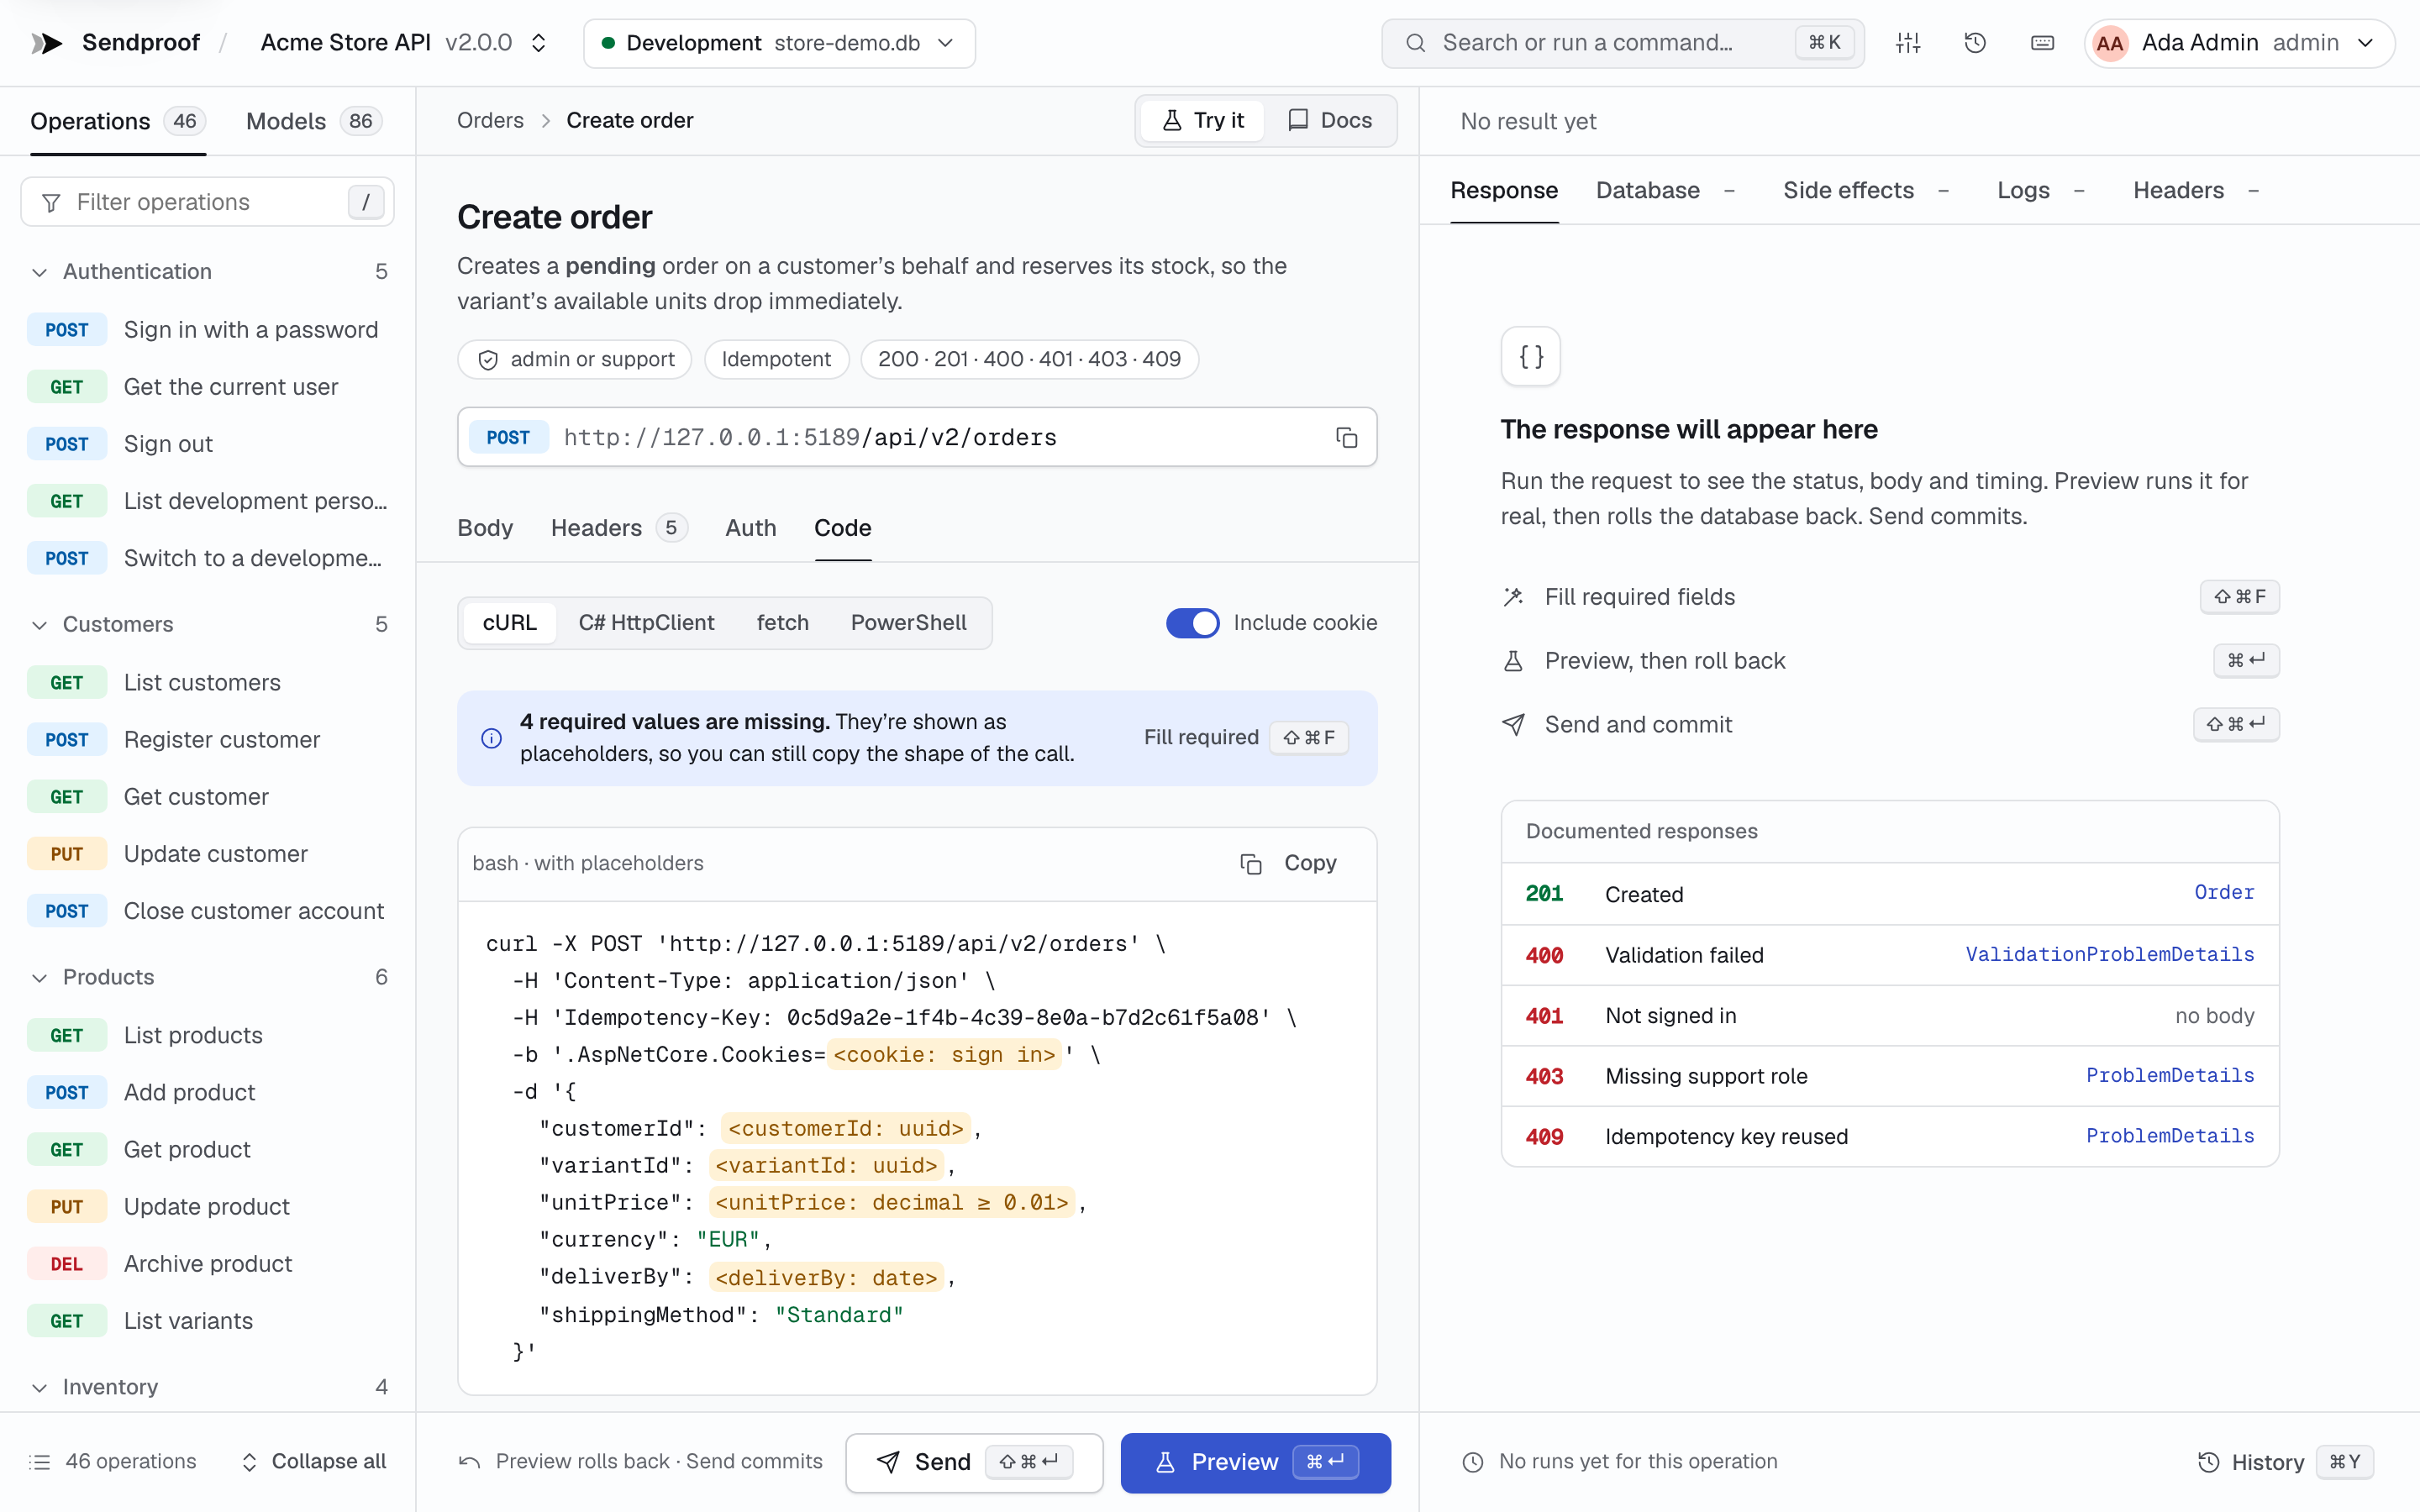 Sendproof / Acme Store API v2.0.0
Development store-demo.db
Search or run a command… ⌘K
AA Ada Admin admin
Operations 46 Models 86
Filter operations /
Authentication 5
POST Sign in with a password
GET Get the current user
POST Sign out
GET List development perso…
POST Switch to a developme…
Customers 5
GET List customers
POST Register customer
GET Get customer
PUT Update customer
POST Close customer account
Products 6
GET List products
POST Add product
GET Get product
PUT Update product
DEL Archive product
GET List variants
Inventory 4
46 operations Collapse all
Orders > Create order
Try it Docs
Create order
Creates a pending order on a customer’s behalf and reserves its stock, so the
variant’s available units drop immediately.
admin or support Idempotent 200 · 201 · 400 · 401 · 403 · 409
POST http://127.0.0.1:5189/api/v2/orders
Body Headers 5 Auth Code
cURL C# HttpClient fetch PowerShell Include cookie
4 required values are missing. They’re shown as
placeholders, so you can still copy the shape of the call.
Fill required ⇧⌘F
bash · with placeholders Copy
curl -X POST 'http://127.0.0.1:5189/api/v2/orders' \
-H 'Content-Type: application/json' \
-H 'Idempotency-Key: 0c5d9a2e-1f4b-4c39-8e0a-b7d2c61f5a08' \
-b '.AspNetCore.Cookies=<cookie: sign in>' \
-d '{
"customerId": <customerId: uuid>,
"variantId": <variantId: uuid>,
"unitPrice": <unitPrice: decimal ≥ 0.01>,
"currency": "EUR",
"deliverBy": <deliverBy: date>,
"shippingMethod": "Standard"
}'
Preview rolls back · Send commits
Send ⇧⌘↵
Preview ⌘↵
No result yet
Response Database – Side effects – Logs – Headers –
{}
The response will appear here
Run the request to see the status, body and timing. Preview runs it for
real, then rolls the database back. Send commits.
Fill required fields ⇧⌘F
Preview, then roll back ⌘↵
Send and commit ⇧⌘↵
Documented responses
201 Created Order
400 Validation failed ValidationProblemDetails
401 Not signed in no body
403 Missing support role ProblemDetails
409 Idempotency key reused ProblemDetails
No runs yet for this operation
History ⌘Y